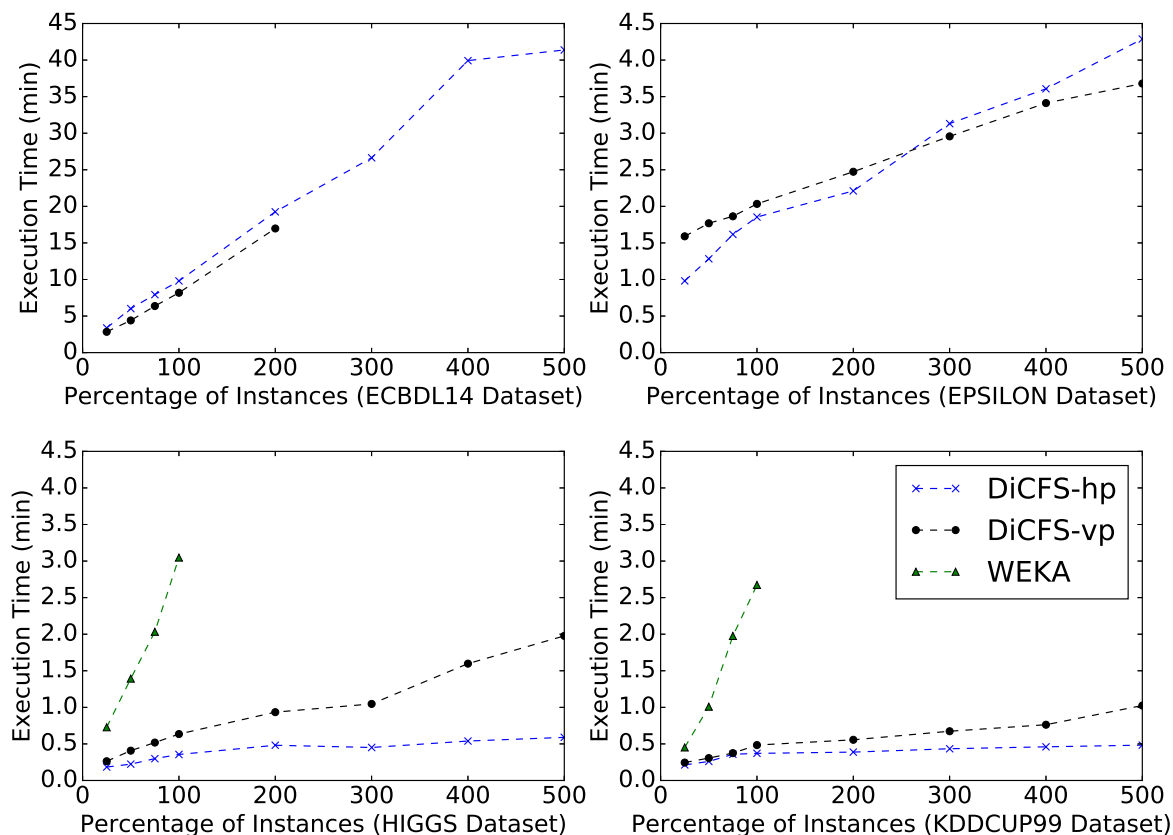 45
40
35
30
25
20
15
10
5
0
Execution Time (min)
0 100 200 300 400 500
Percentage of Instances (ECBDL14 Dataset)
4.5
4.0
3.5
3.0
2.5
2.0
1.5
1.0
0.5
0.0
Execution Time (min)
0 100 200 300 400 500
Percentage of Instances (EPSILON Dataset)
4.5
4.0
3.5
3.0
2.5
2.0
1.5
1.0
0.5
0.0
Execution Time (min)
0 100 200 300 400 500
Percentage of Instances (HIGGS Dataset)
4.5
4.0
3.5
3.0
2.5
2.0
1.5
1.0
0.5
0.0
Execution Time (min)
DiCFS-hp
DiCFS-vp
WEKA
0 100 200 300 400 500
Percentage of Instances (KDDCUP99 Dataset)